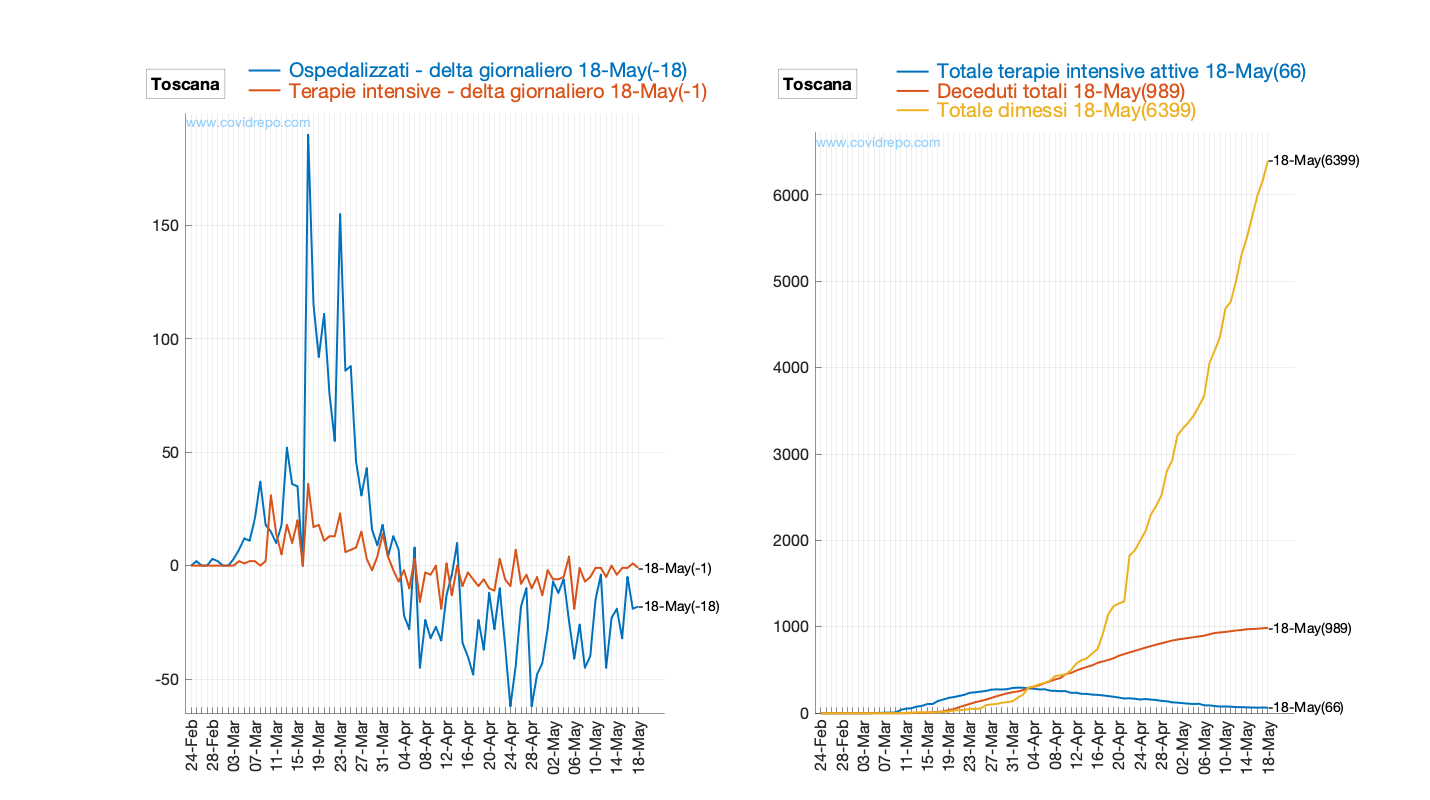 Toscana
Ospedalizzati - delta giornaliero 18-May(-18)
Terapie intensive - delta giornaliero 18-May(-1)
www.covidrepo.com
150
100
50
0
-50
18-May(-1)
18-May(-18)
24-Feb
28-Feb
03-Mar
07-Mar
11-Mar
15-Mar
19-Mar
23-Mar
27-Mar
31-Mar
04-Apr
08-Apr
12-Apr
16-Apr
20-Apr
24-Apr
28-Apr
02-May
06-May
10-May
14-May
18-May
Toscana
Totale terapie intensive attive 18-May(66)
Deceduti totali 18-May(989)
Totale dimessi 18-May(6399)
www.covidrepo.com
6000
5000
4000
3000
2000
1000
0
18-May(6399)
18-May(989)
18-May(66)
24-Feb
28-Feb
03-Mar
07-Mar
11-Mar
15-Mar
19-Mar
23-Mar
27-Mar
31-Mar
04-Apr
08-Apr
12-Apr
16-Apr
20-Apr
24-Apr
28-Apr
02-May
06-May
10-May
14-May
18-May